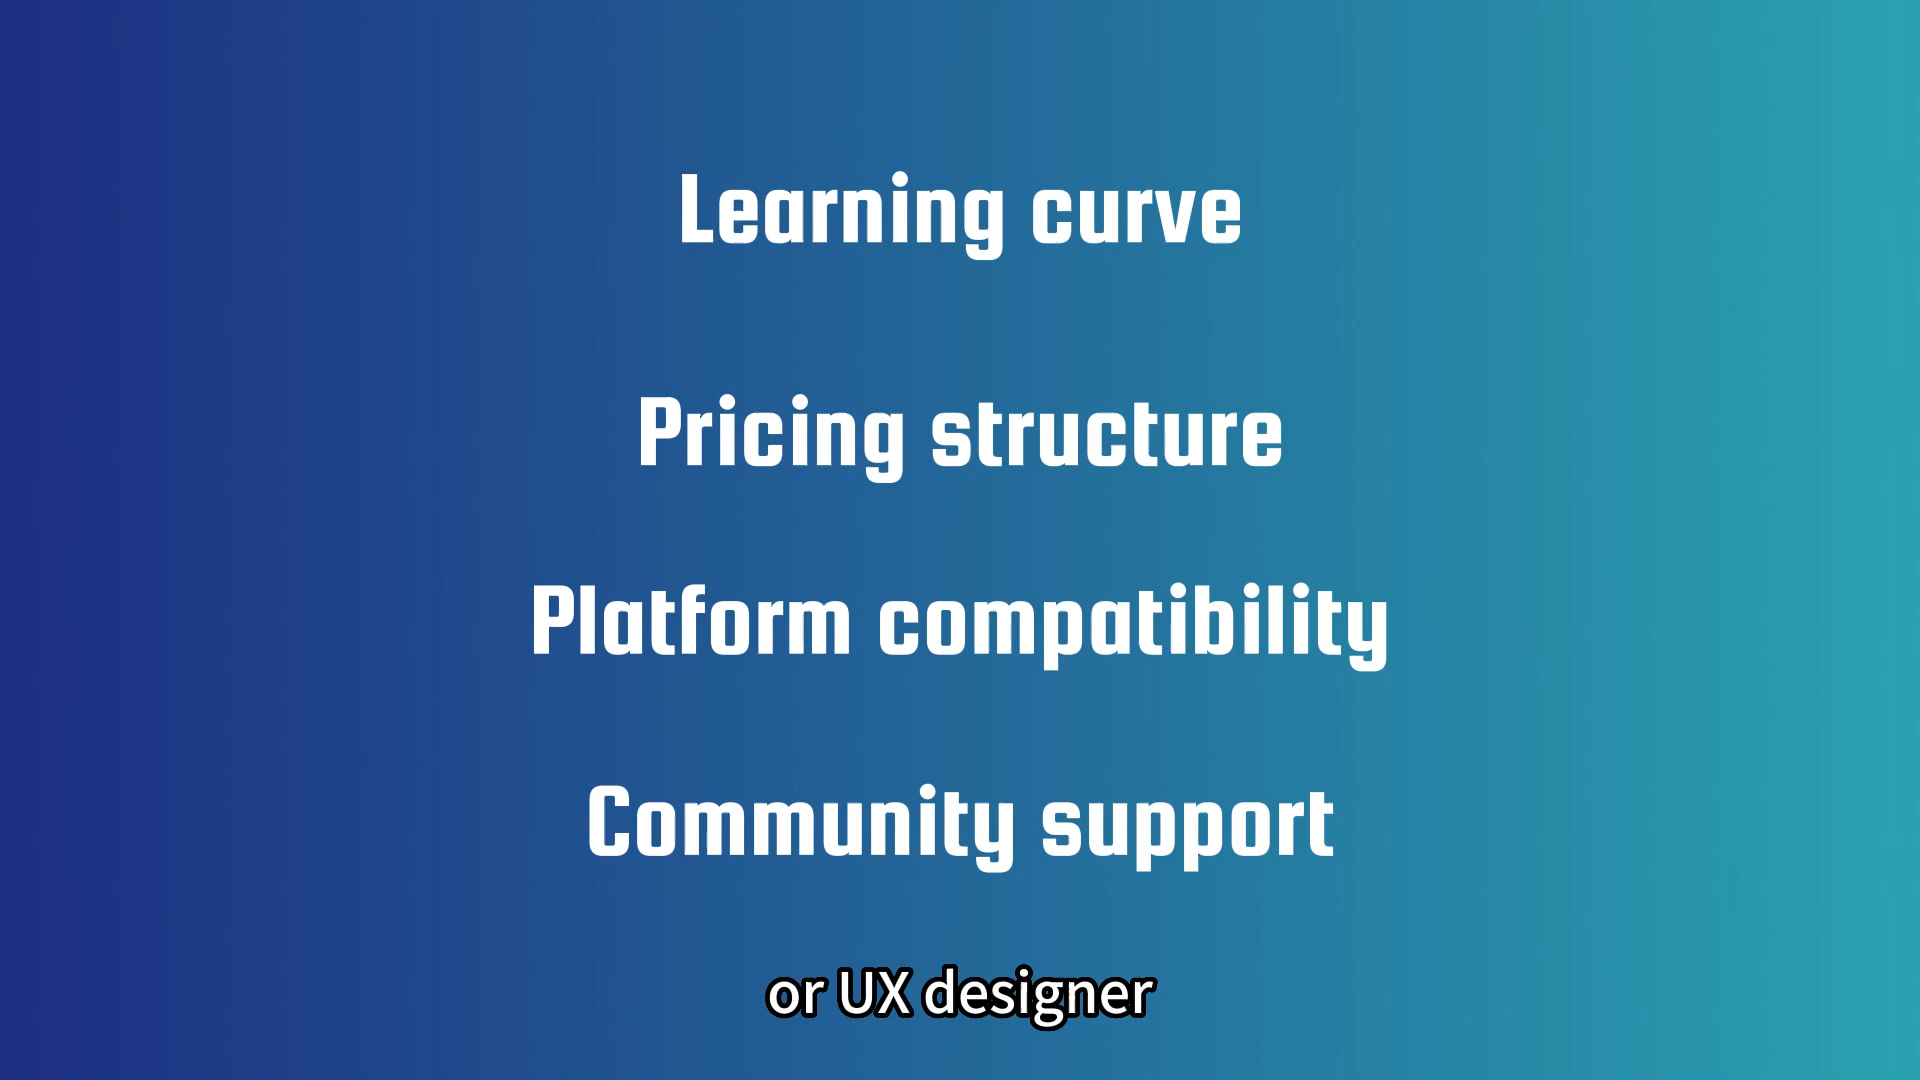 Learning curve
Pricing structure
Platform compatibility
Community support
or UX designer